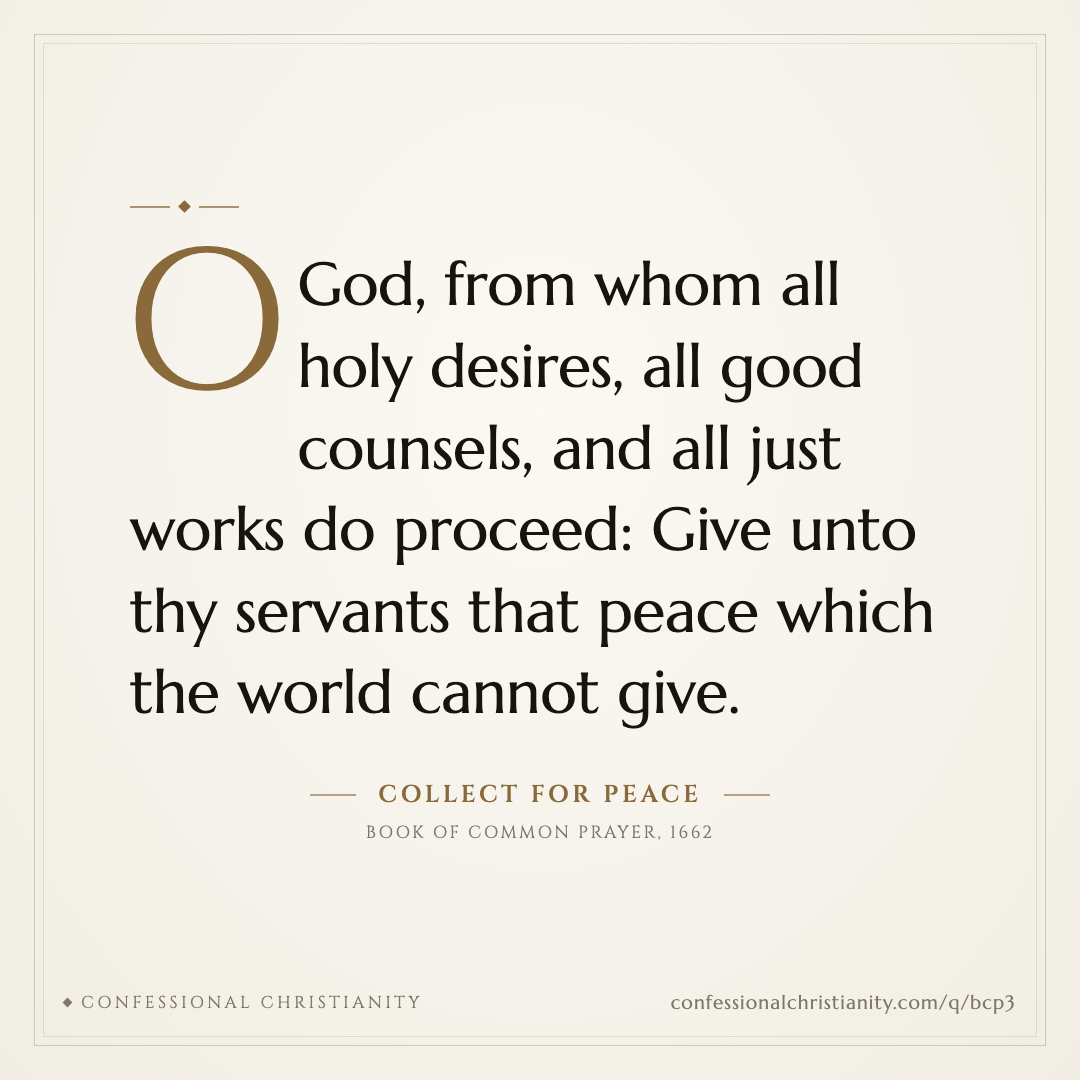 O God, from whom all
holy desires, all good
counsels, and all just
works do proceed: Give unto
thy servants that peace which
the world cannot give.
COLLECT FOR PEACE
BOOK OF COMMON PRAYER, 1662
CONFESSIONAL CHRISTIANITY
confessionalchristianity.com/q/bcp3